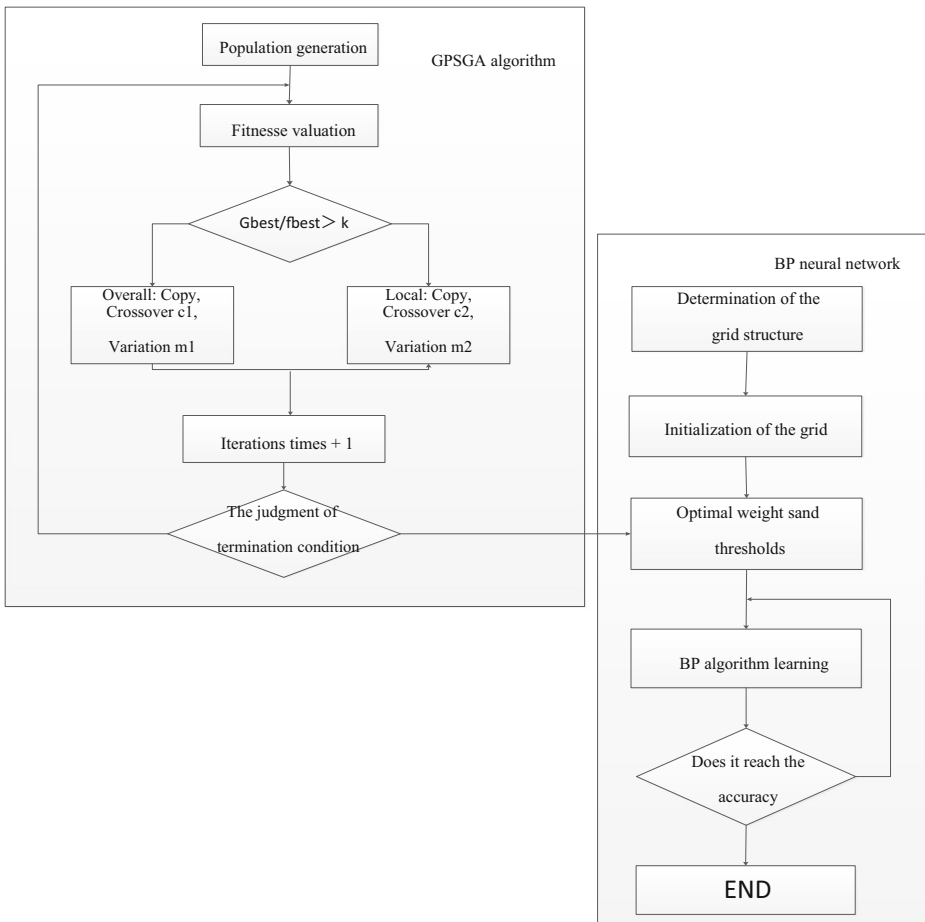 Population generation
GPSGA algorithm
Fitnesse valuation
Gbest/fbest＞ k
Overall: Copy,
Crossover c1,
Variation m1
Local: Copy,
Crossover c2,
Variation m2
Iterations times + 1
The judgment of
termination condition
BP neural network
Determination of the
grid structure
Initialization of the grid
Optimal weight sand
thresholds
BP algorithm learning
Does it reach the
accuracy
END